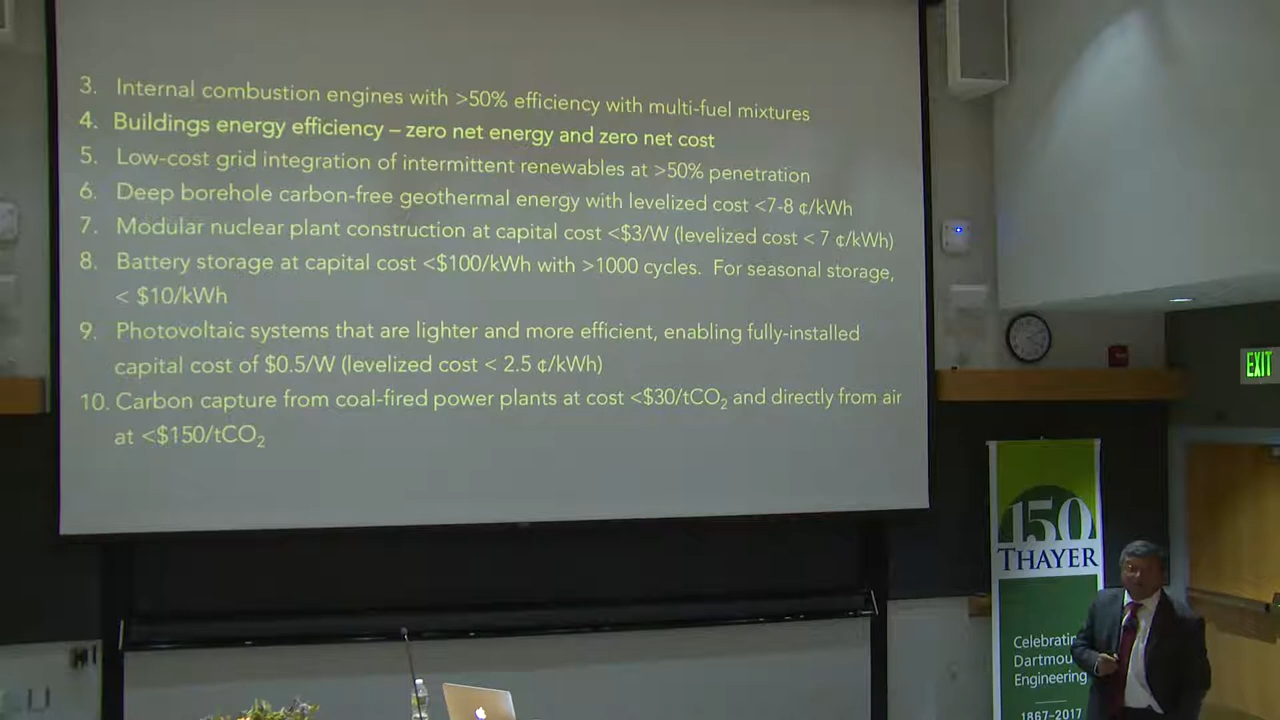 3. Internal combustion engines with >50% efficiency with multi-fuel mixtures
4. Buildings energy efficiency – zero net energy and zero net cost
5. Low-cost grid integration of intermittent renewables at >50% penetration
6. Deep borehole carbon-free geothermal energy with levelized cost <7-8 ¢/kWh
7. Modular nuclear plant construction at capital cost <$3/W (levelized cost < 7 ¢/kWh)
8. Battery storage at capital cost <$100/kWh with >1000 cycles. For seasonal storage,
< $10/kWh
9. Photovoltaic systems that are lighter and more efficient, enabling fully-installed
capital cost of $0.5/W (levelized cost < 2.5 ¢/kWh)
10. Carbon capture from coal-fired power plants at cost <$30/tCO₂ and directly from air
at <$150/tCO₂
EXIT
150
THAYER
Celebratin
Dartmou
Engineering
1867-2017